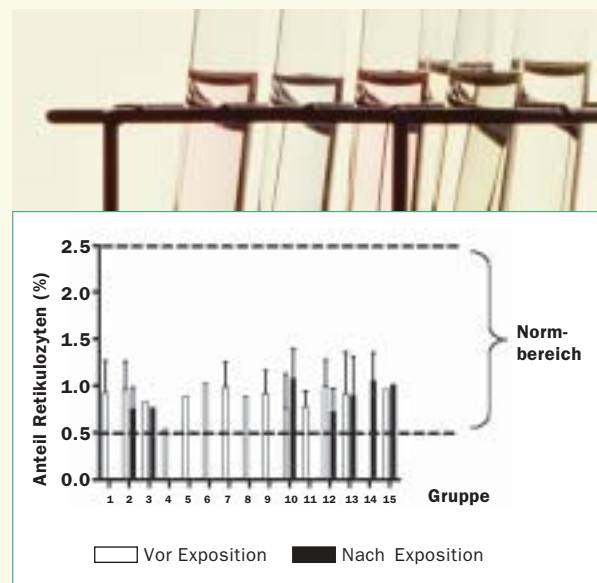 2.5
2.0
1.5
1.0
0.5
0.0
Anteil Retikulozyten (%)
1 2 3 4 5 6 7 8 9 10 11 12 13 14 15
Gruppe
Norm-
bereich
Vor Exposition
Nach Exposition